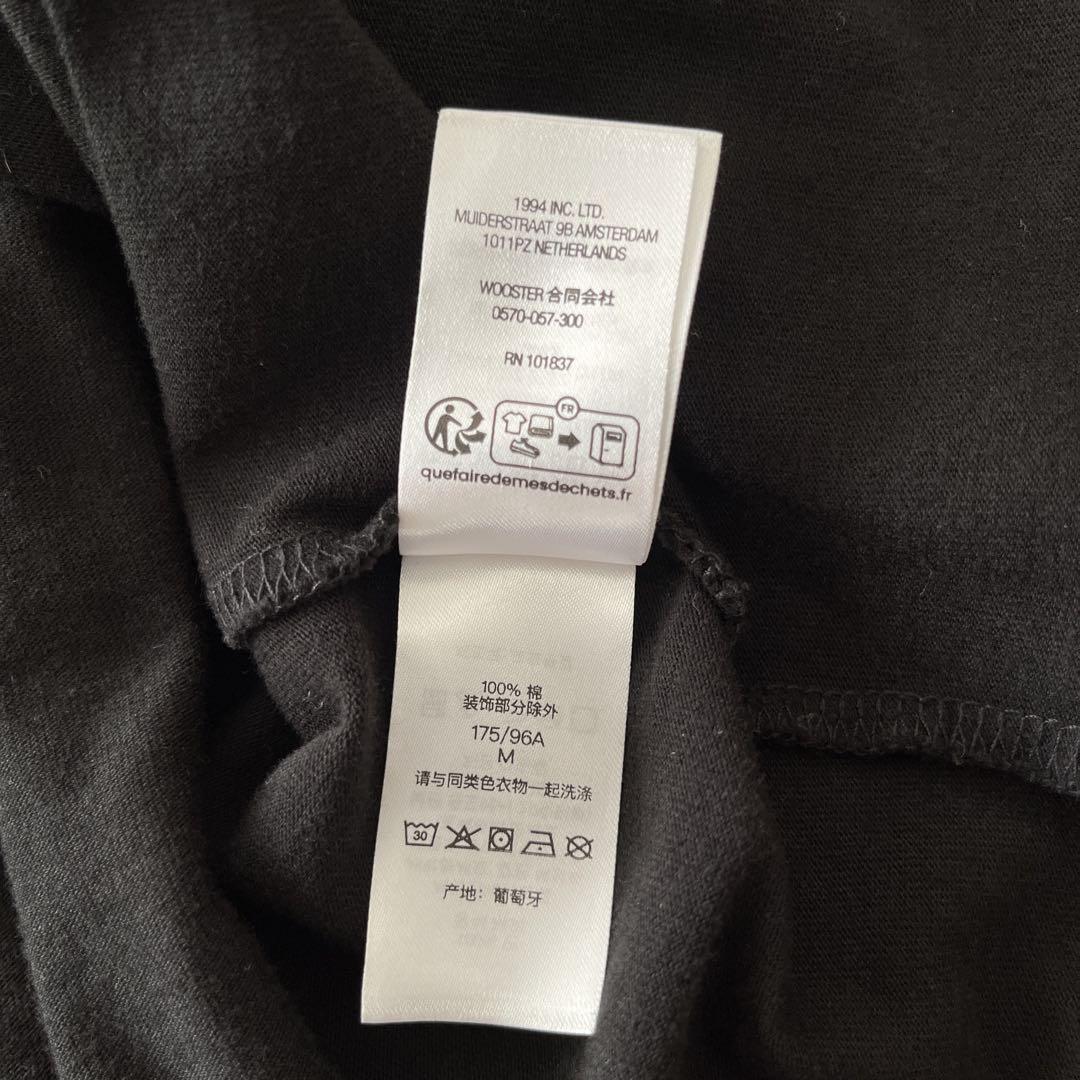 1994 INC. LTD.
MUIDERSTRAAT 9B AMSTERDAM
1011PZ NETHERLANDS
WOOSTER 合同会社
0570-057-300
RN 101837
FR
quefairedemesdechets.fr
100% 棉
装饰部分除外
175/96A
M
请与同类色衣物一起洗涤
30
产地：葡萄牙